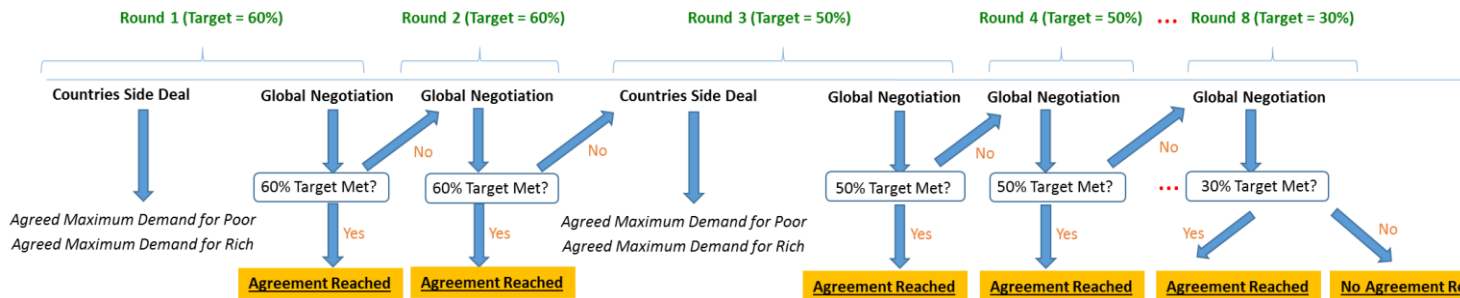 Round 1 (Target = 60%)
Round 2 (Target = 60%)
Round 3 (Target = 50%)
Round 4 (Target = 50%)
...
Round 8 (Target = 30%)
Countries Side Deal
Global Negotiation
Global Negotiation
Countries Side Deal
Global Negotiation
Global Negotiation
Global Negotiation
No
No
No
No
60% Target Met?
60% Target Met?
50% Target Met?
50% Target Met?
...
30% Target Met?
Agreed Maximum Demand for Poor
Agreed Maximum Demand for Rich
Yes
Yes
Agreed Maximum Demand for Poor
Agreed Maximum Demand for Rich
Yes
Yes
Yes
No
Agreement Reached
Agreement Reached
Agreement Reached
Agreement Reached
Agreement Reached
No Agreement Re